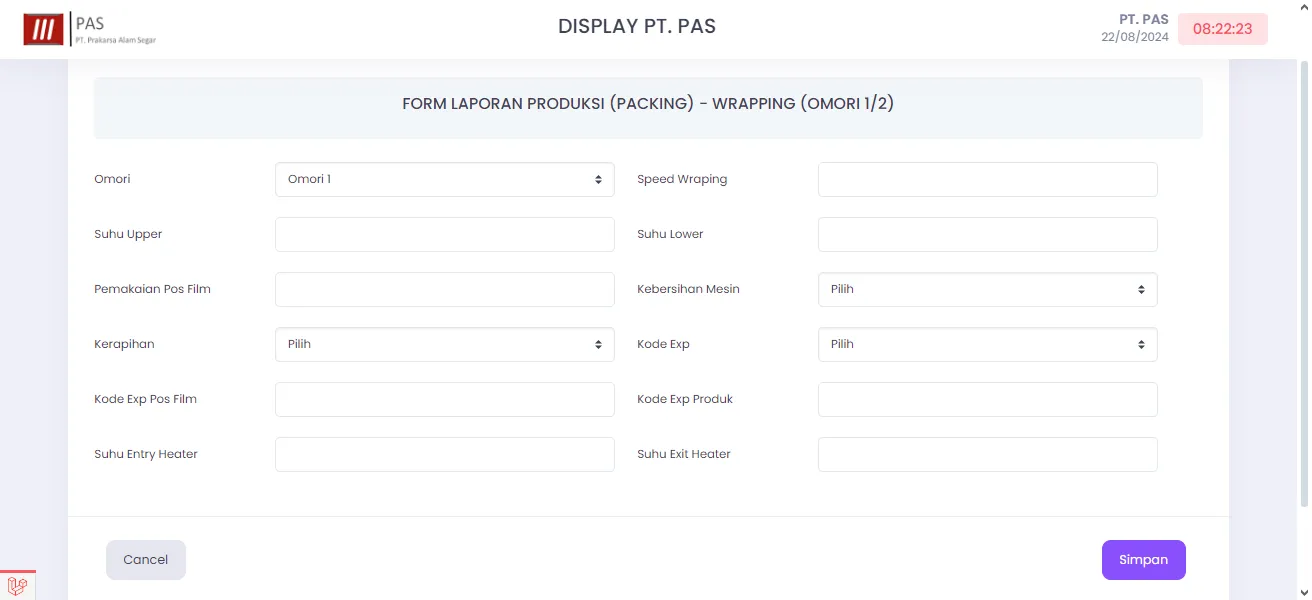 PAS
PT. Prakarsa Alam Segar
DISPLAY PT. PAS
PT. PAS
22/08/2024
08:22:23
FORM LAPORAN PRODUKSI (PACKING) - WRAPPING (OMORI 1/2)
Omori
Omori 1
Speed Wraping
Suhu Upper
Suhu Lower
Pemakaian Pos Film
Kebersihan Mesin
Pilih
Kerapihan
Pilih
Kode Exp
Pilih
Kode Exp Pos Film
Kode Exp Produk
Suhu Entry Heater
Suhu Exit Heater
Cancel
Simpan